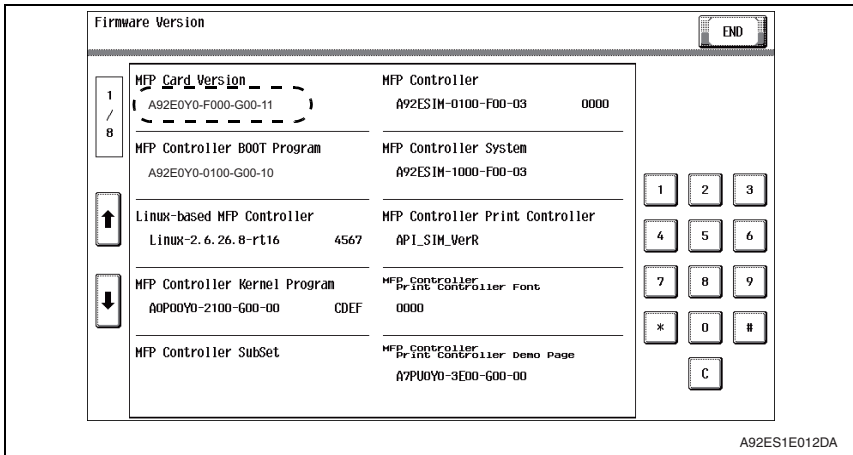 Firmware Version
END
1
/
8
MFP Card Version
A92E0Y0-F000-G00-11
MFP Controller
A92ESIM-0100-F00-03 0000
MFP Controller BOOT Program
A92E0Y0-0100-G00-10
MFP Controller System
A92ESIM-1000-F00-03
Linux-based MFP Controller
Linux-2.6.26.8-rt16 4567
MFP Controller Print Controller
API_SIM_VerR
MFP Controller Kernel Program
A0P00Y0-2100-G00-00 CDEF
MFP Controller
Print Controller Font
0000
MFP Controller SubSet
MFP Controller
Print Controller Demo Page
A7PU0Y0-3E00-G00-00
1 2 3
4 5 6
7 8 9
* 0 #
C
A92ES1E012DA